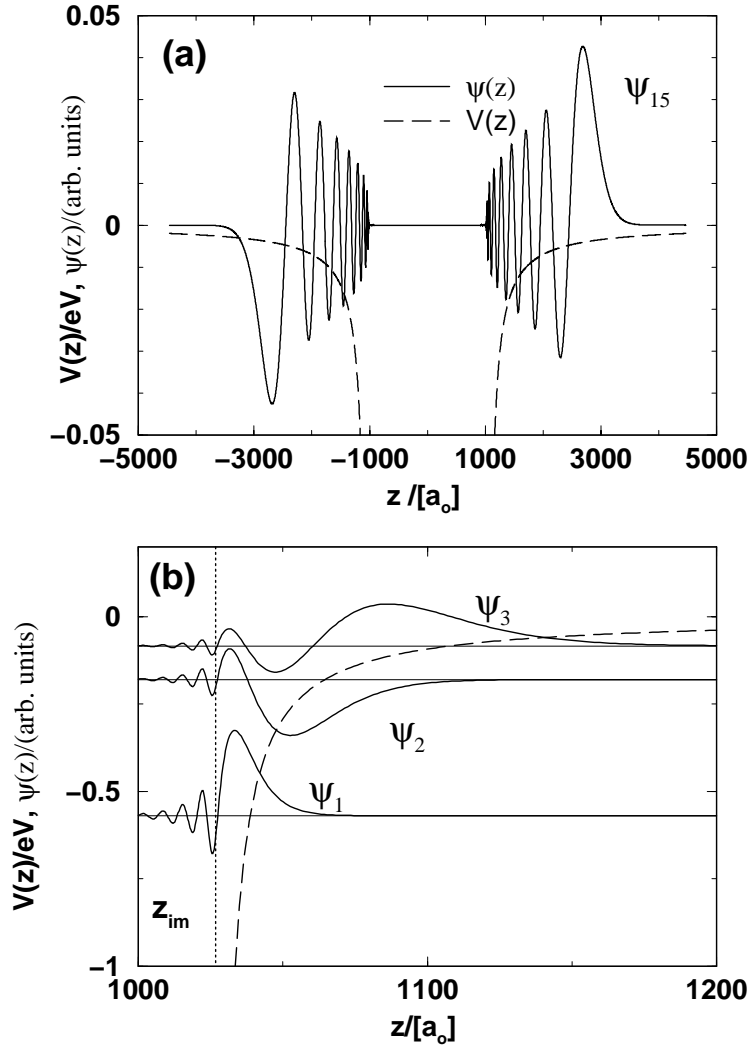 (a)
ψ(z)
V(z)
ψ15
0.05
0
−0.05
V(z)/eV, ψ(z)/(arb. units)
−5000 −3000 −1000 1000 3000 5000
z /[ao]
(b)
ψ3
ψ2
ψ1
zim
0
−0.5
−1
V(z)/eV, ψ(z)/(arb. units)
1000 1100 1200
z/[ao]